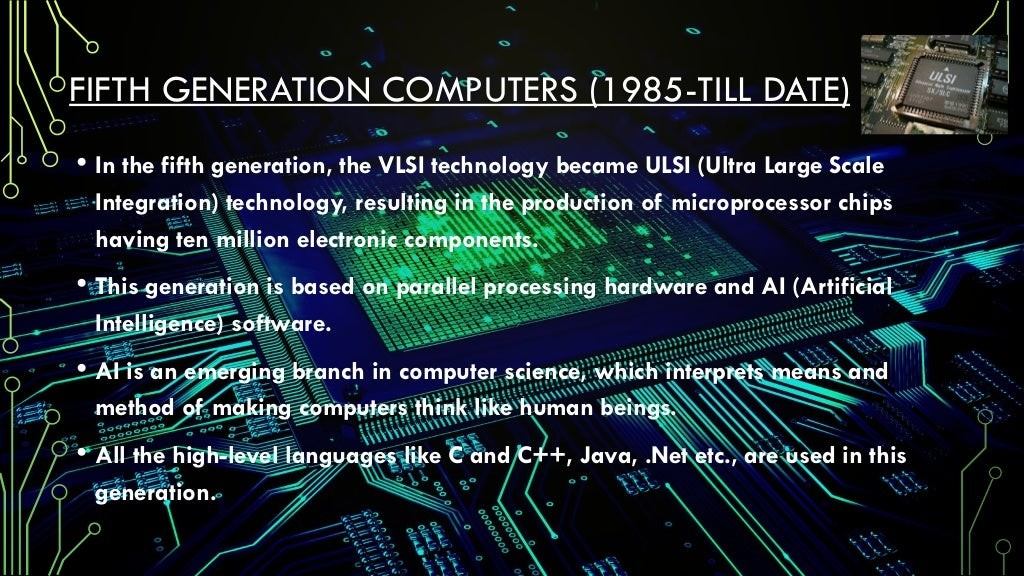 FIFTH GENERATION COMPUTERS (1985-TILL DATE)
ULSI
• In the fifth generation, the VLSI technology became ULSI (Ultra Large Scale
Integration) technology, resulting in the production of microprocessor chips
having ten million electronic components.
• This generation is based on parallel processing hardware and AI (Artificial
Intelligence) software.
• AI is an emerging branch in computer science, which interprets means and
method of making computers think like human beings.
• All the high-level languages like C and C++, Java, .Net etc., are used in this
generation.